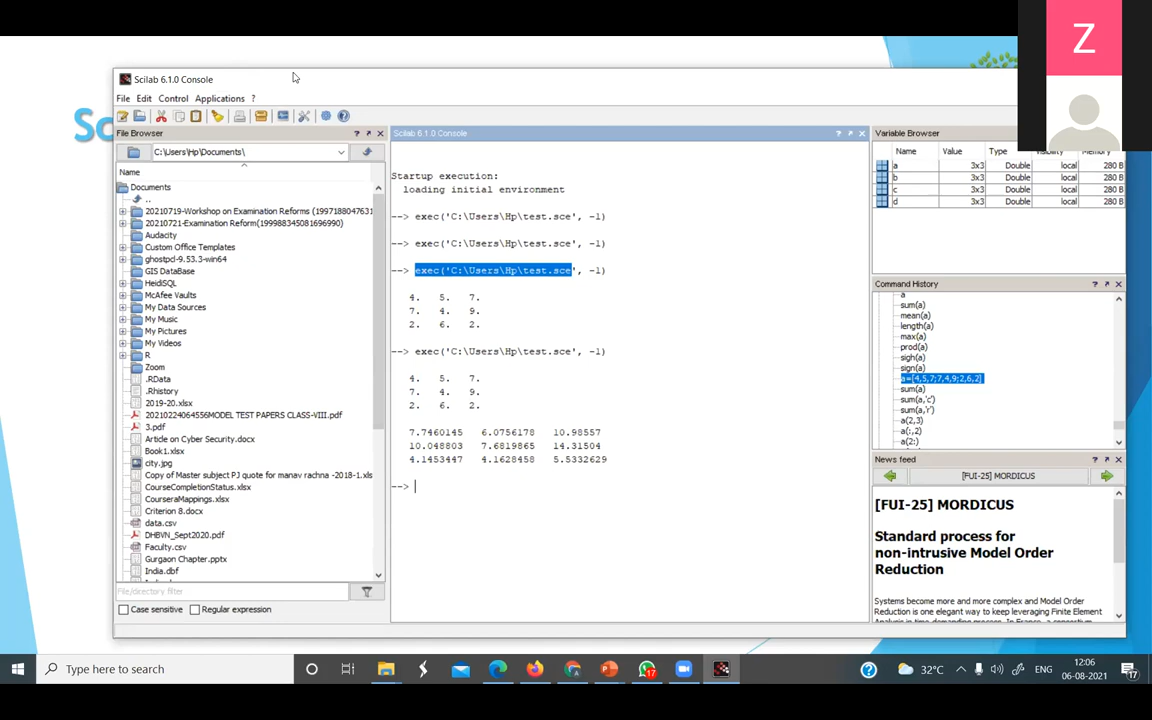 Z
Sc
Scilab 6.1.0 Console
File Edit Control Applications ?
File Browser ? ↗ ×
C:\Users\Hp\Documents\
Name
Documents
..
20210719-Workshop on Examination Reforms (1997188047631
20210721-Examination Reform(199988345081696990)
Audacity
Custom Office Templates
ghostpcl-9.53.3-win64
GIS DataBase
HeidiSQL
McAfee Vaults
My Data Sources
My Music
My Pictures
My Videos
R
Zoom
.RData
.Rhistory
2019-20.xlsx
20210224064556MODEL TEST PAPERS CLASS-VIII.pdf
3.pdf
Article on Cyber Security.docx
Book1.xlsx
city.jpg
Copy of Master subject PJ quote for manav rachna -2018-1.xls
CourseCompletionStatus.xlsx
CourseraMappings.xlsx
Criterion 8.docx
data.csv
DHBVN_Sept2020.pdf
Faculty.csv
Gurgaon Chapter.pptx
India.dbf
File/directory filter
Case sensitive Regular expression
Scilab 6.1.0 Console ? ↗ ×
Startup execution:
loading initial environment
--> exec('C:\Users\Hp\test.sce', -1)
--> exec('C:\Users\Hp\test.sce', -1)
--> exec('C:\Users\Hp\test.sce', -1)
4. 5. 7.
7. 4. 9.
2. 6. 2.
--> exec('C:\Users\Hp\test.sce', -1)
4. 5. 7.
7. 4. 9.
2. 6. 2.
7.7460145 6.0756178 10.98557
10.048803 7.6819865 14.31504
4.1453447 4.1628458 5.5332629
-->
Variable Browser
Name Value Type Visibility Memory
a 3x3 Double local 280 B
b 3x3 Double local 280 B
c 3x3 Double local 280 B
d 3x3 Double local 280 B
Command History ? ↗ ×
a
sum(a)
mean(a)
length(a)
max(a)
prod(a)
sigh(a)
sign(a)
a=[4,5,7;7,4,9;2,6,2]
sum(a)
sum(a,'c')
sum(a,'r')
a(2,3)
a(:,2)
a(2:)
News feed ? ↗ ×
[FUI-25] MORDICUS
[FUI-25] MORDICUS
Standard process for
non-intrusive Model Order
Reduction
Systems become more and more complex and Model Order
Reduction is one elegant way to keep leveraging Finite Element
Type here to search
17
32°C
ENG
12:06
06-08-2021
17